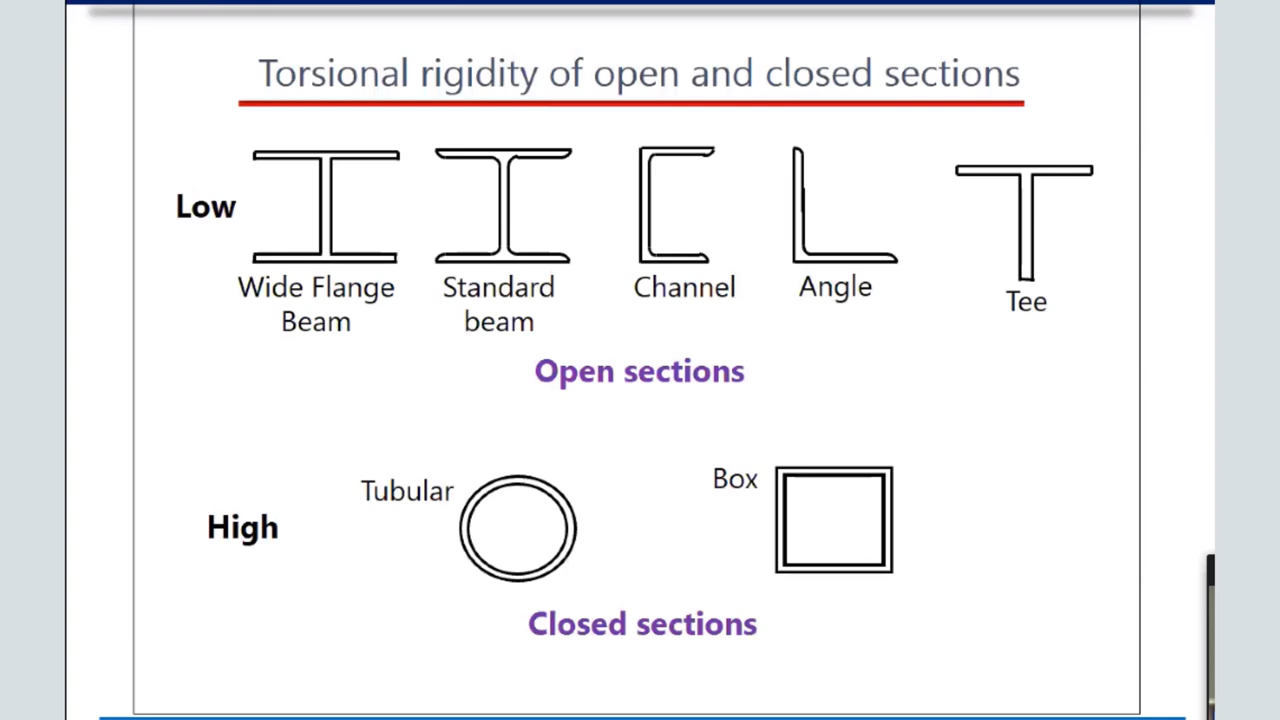 Torsional rigidity of open and closed sections
Low
Wide Flange
Beam
Standard
beam
Channel
Angle
Tee
Open sections
Tubular
Box
High
Closed sections